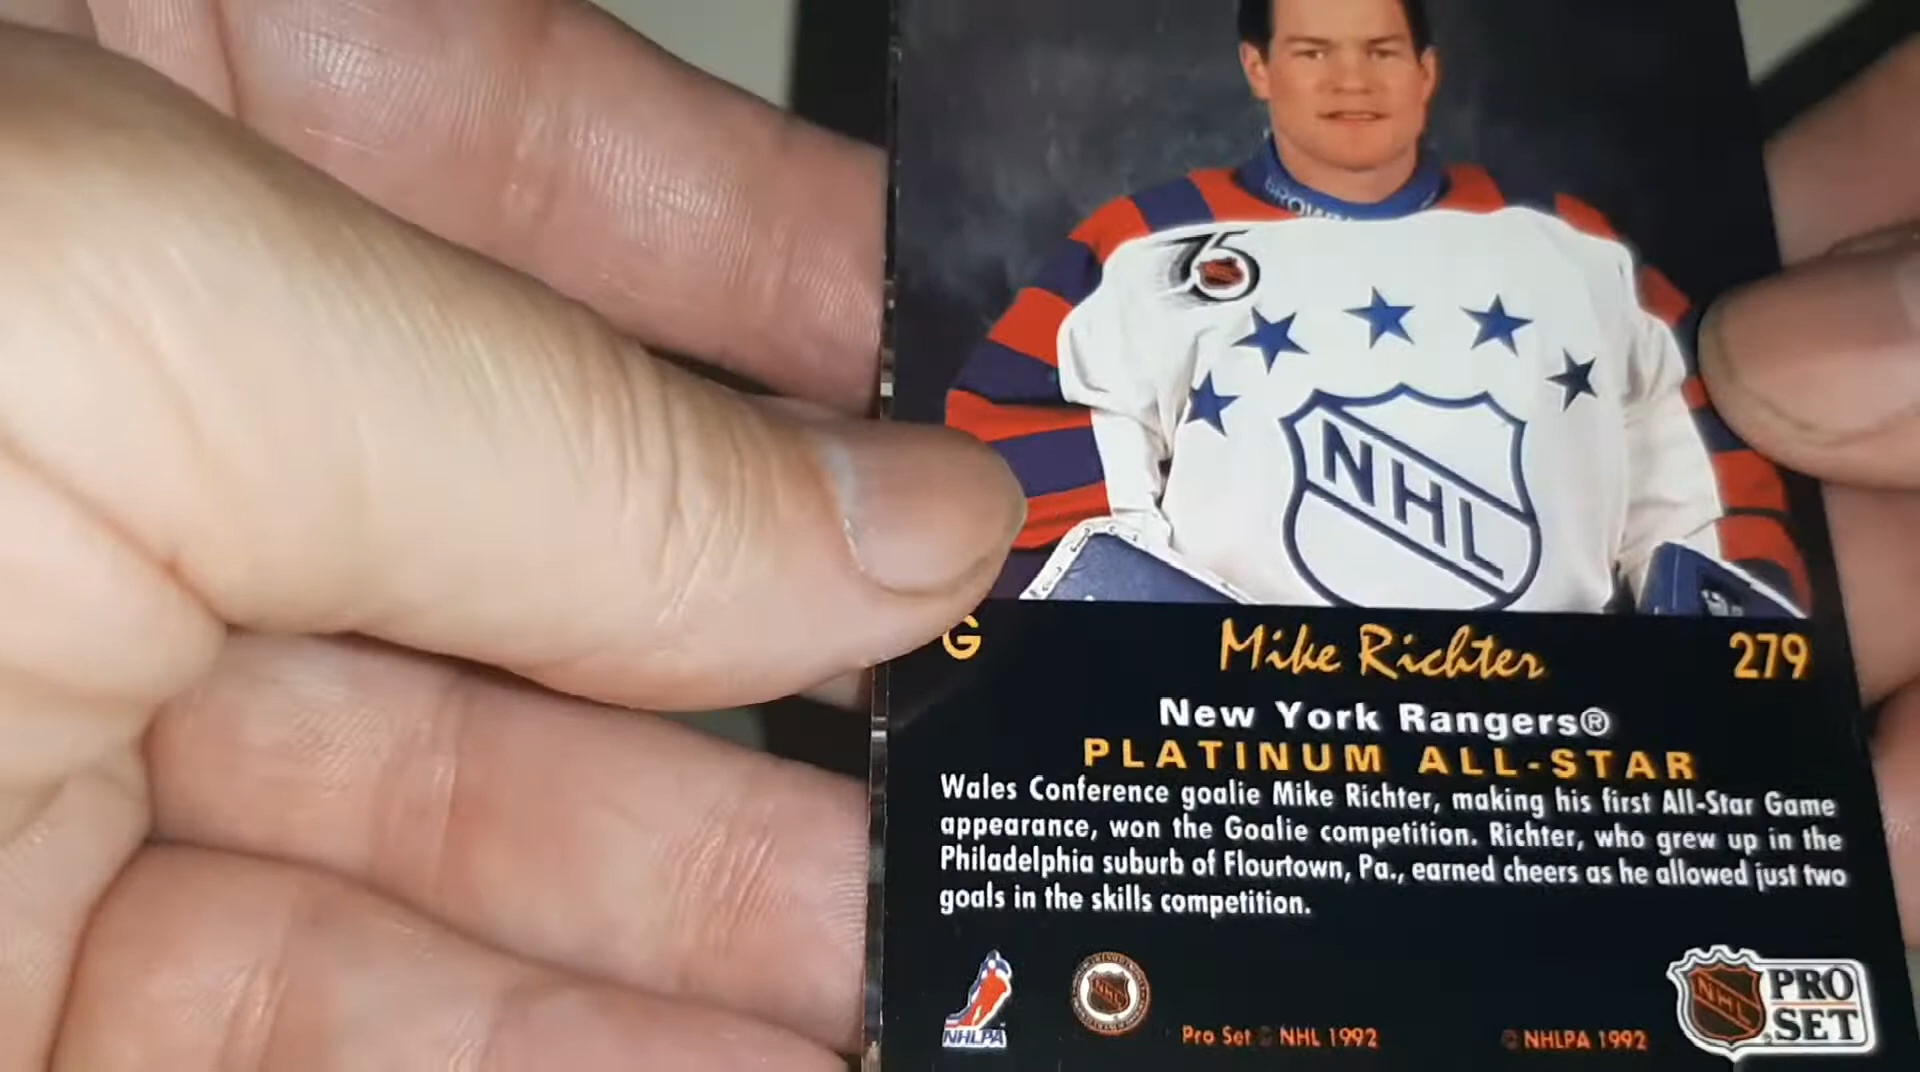 BROWN
75
NHL
G
Mike Richter
279
New York Rangers®
PLATINUM ALL-STAR
Wales Conference goalie Mike Richter, making his first All-Star Game
appearance, won the Goalie competition. Richter, who grew up in the
Philadelphia suburb of Flourtown, Pa., earned cheers as he allowed just two
goals in the skills competition.
NHLPA
NHL
Pro Set © NHL 1992
© NHLPA 1992
NHL
PRO
SET